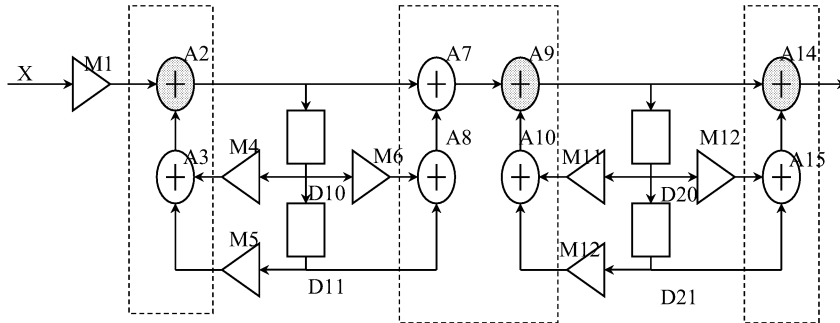 A2 A7 A9 A14
X M1
M4 M6 A8 A10 M12
A3 M11 A15
D10 D20
M5 M12
D11 D21